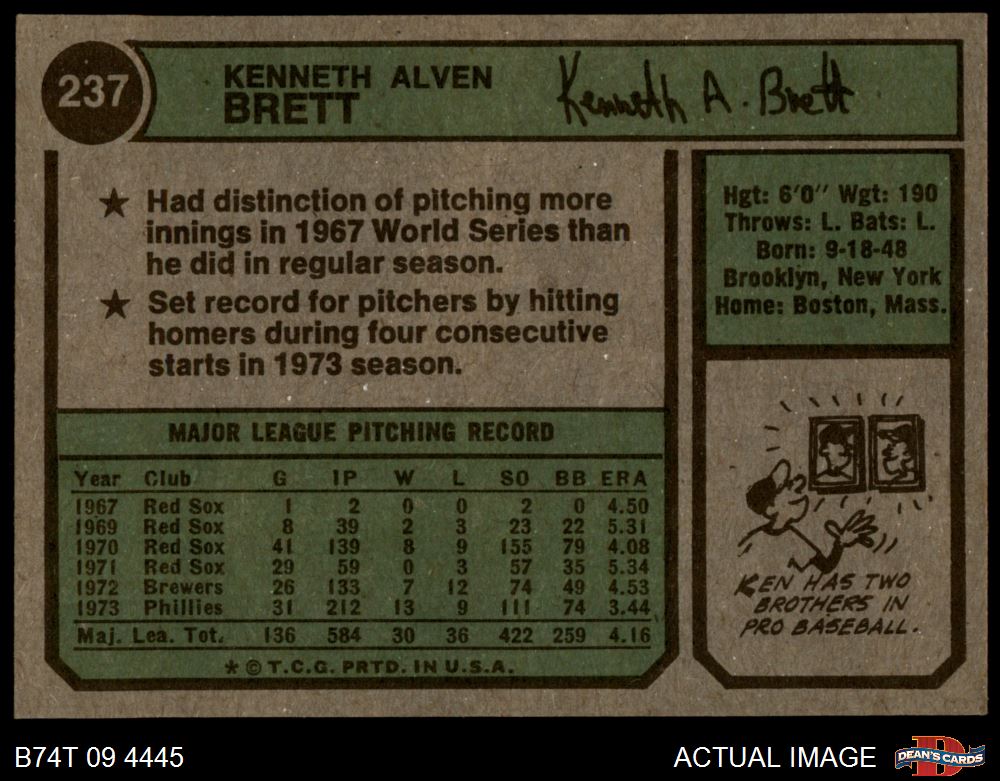 237
KENNETH ALVEN
BRETT
Kenneth A. Brett
★ Had distinction of pitching more
innings in 1967 World Series than
he did in regular season.
★ Set record for pitchers by hitting
homers during four consecutive
starts in 1973 season.
Hgt: 6'0" Wgt: 190
Throws: L. Bats: L.
Born: 9-18-48
Brooklyn, New York
Home: Boston, Mass.
MAJOR LEAGUE PITCHING RECORD
Year Club G IP W L SO BB ERA
1967 Red Sox 1 2 0 0 2 0 4.50
1969 Red Sox 8 39 2 3 23 22 5.31
1970 Red Sox 41 139 8 9 155 79 4.08
1971 Red Sox 29 59 0 3 57 35 5.34
1972 Brewers 26 133 7 12 74 49 4.53
1973 Phillies 31 212 13 9 111 74 3.44
Maj. Lea. Tot. 136 584 30 36 422 259 4.16
* © T.C.G. PRTD. IN U.S.A.
KEN HAS TWO
BROTHERS IN
PRO BASEBALL.
B74T 09 4445
ACTUAL IMAGE
D
DEAN'S CARDS